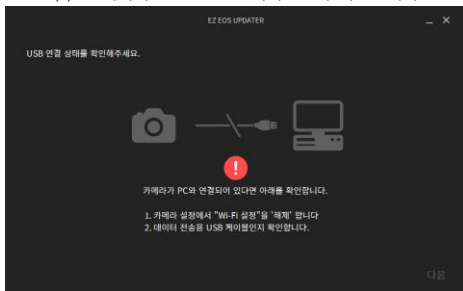 EZ EOS UPDATER
USB 연결 상태를 확인해주세요.
카메라가 PC와 연결되어 있다면 아래를 확인합니다.
1. 카메라 설정에서 "Wi-Fi 설정"을 '해제' 합니다
2. 데이터 전송용 USB 케이블인지 확인합니다.
다음